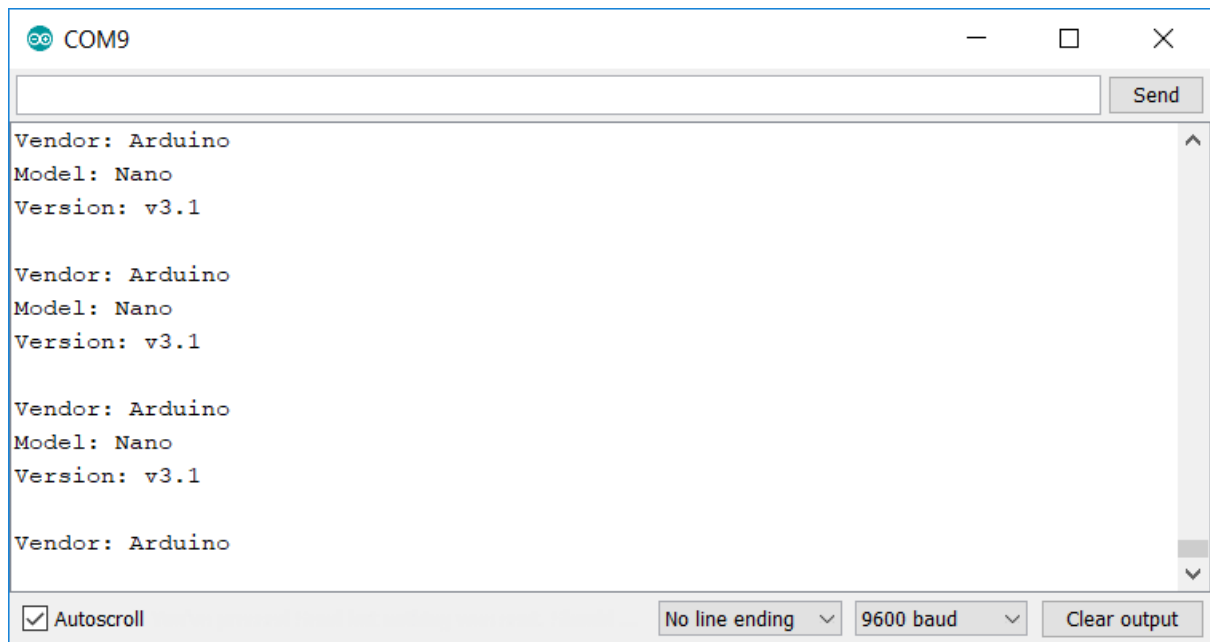 COM9
Send
Vendor: Arduino
Model: Nano
Version: v3.1

Vendor: Arduino
Model: Nano
Version: v3.1

Vendor: Arduino
Model: Nano
Version: v3.1

Vendor: Arduino
Autoscroll
No line ending
9600 baud
Clear output